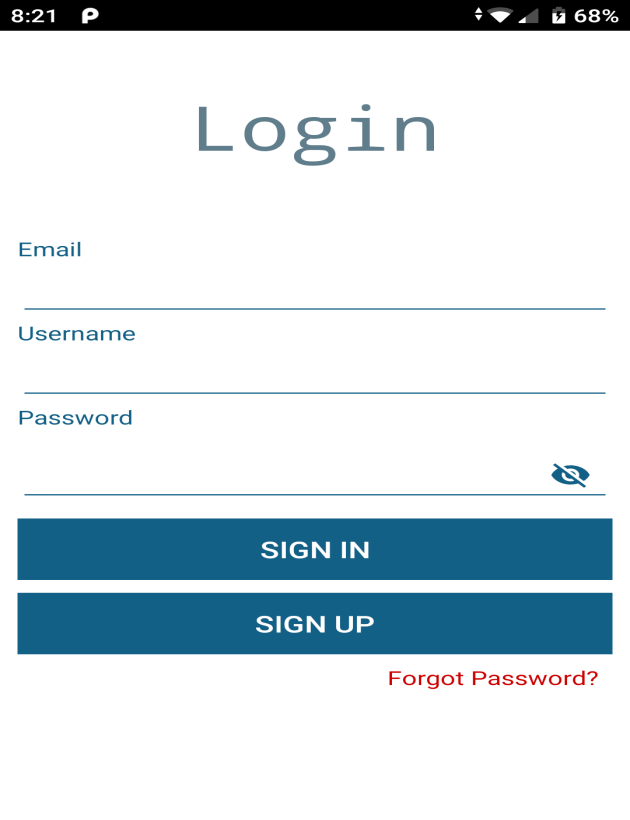 8:21 68%
Login
Email
Username
Password
SIGN IN
SIGN UP
Forgot Password?